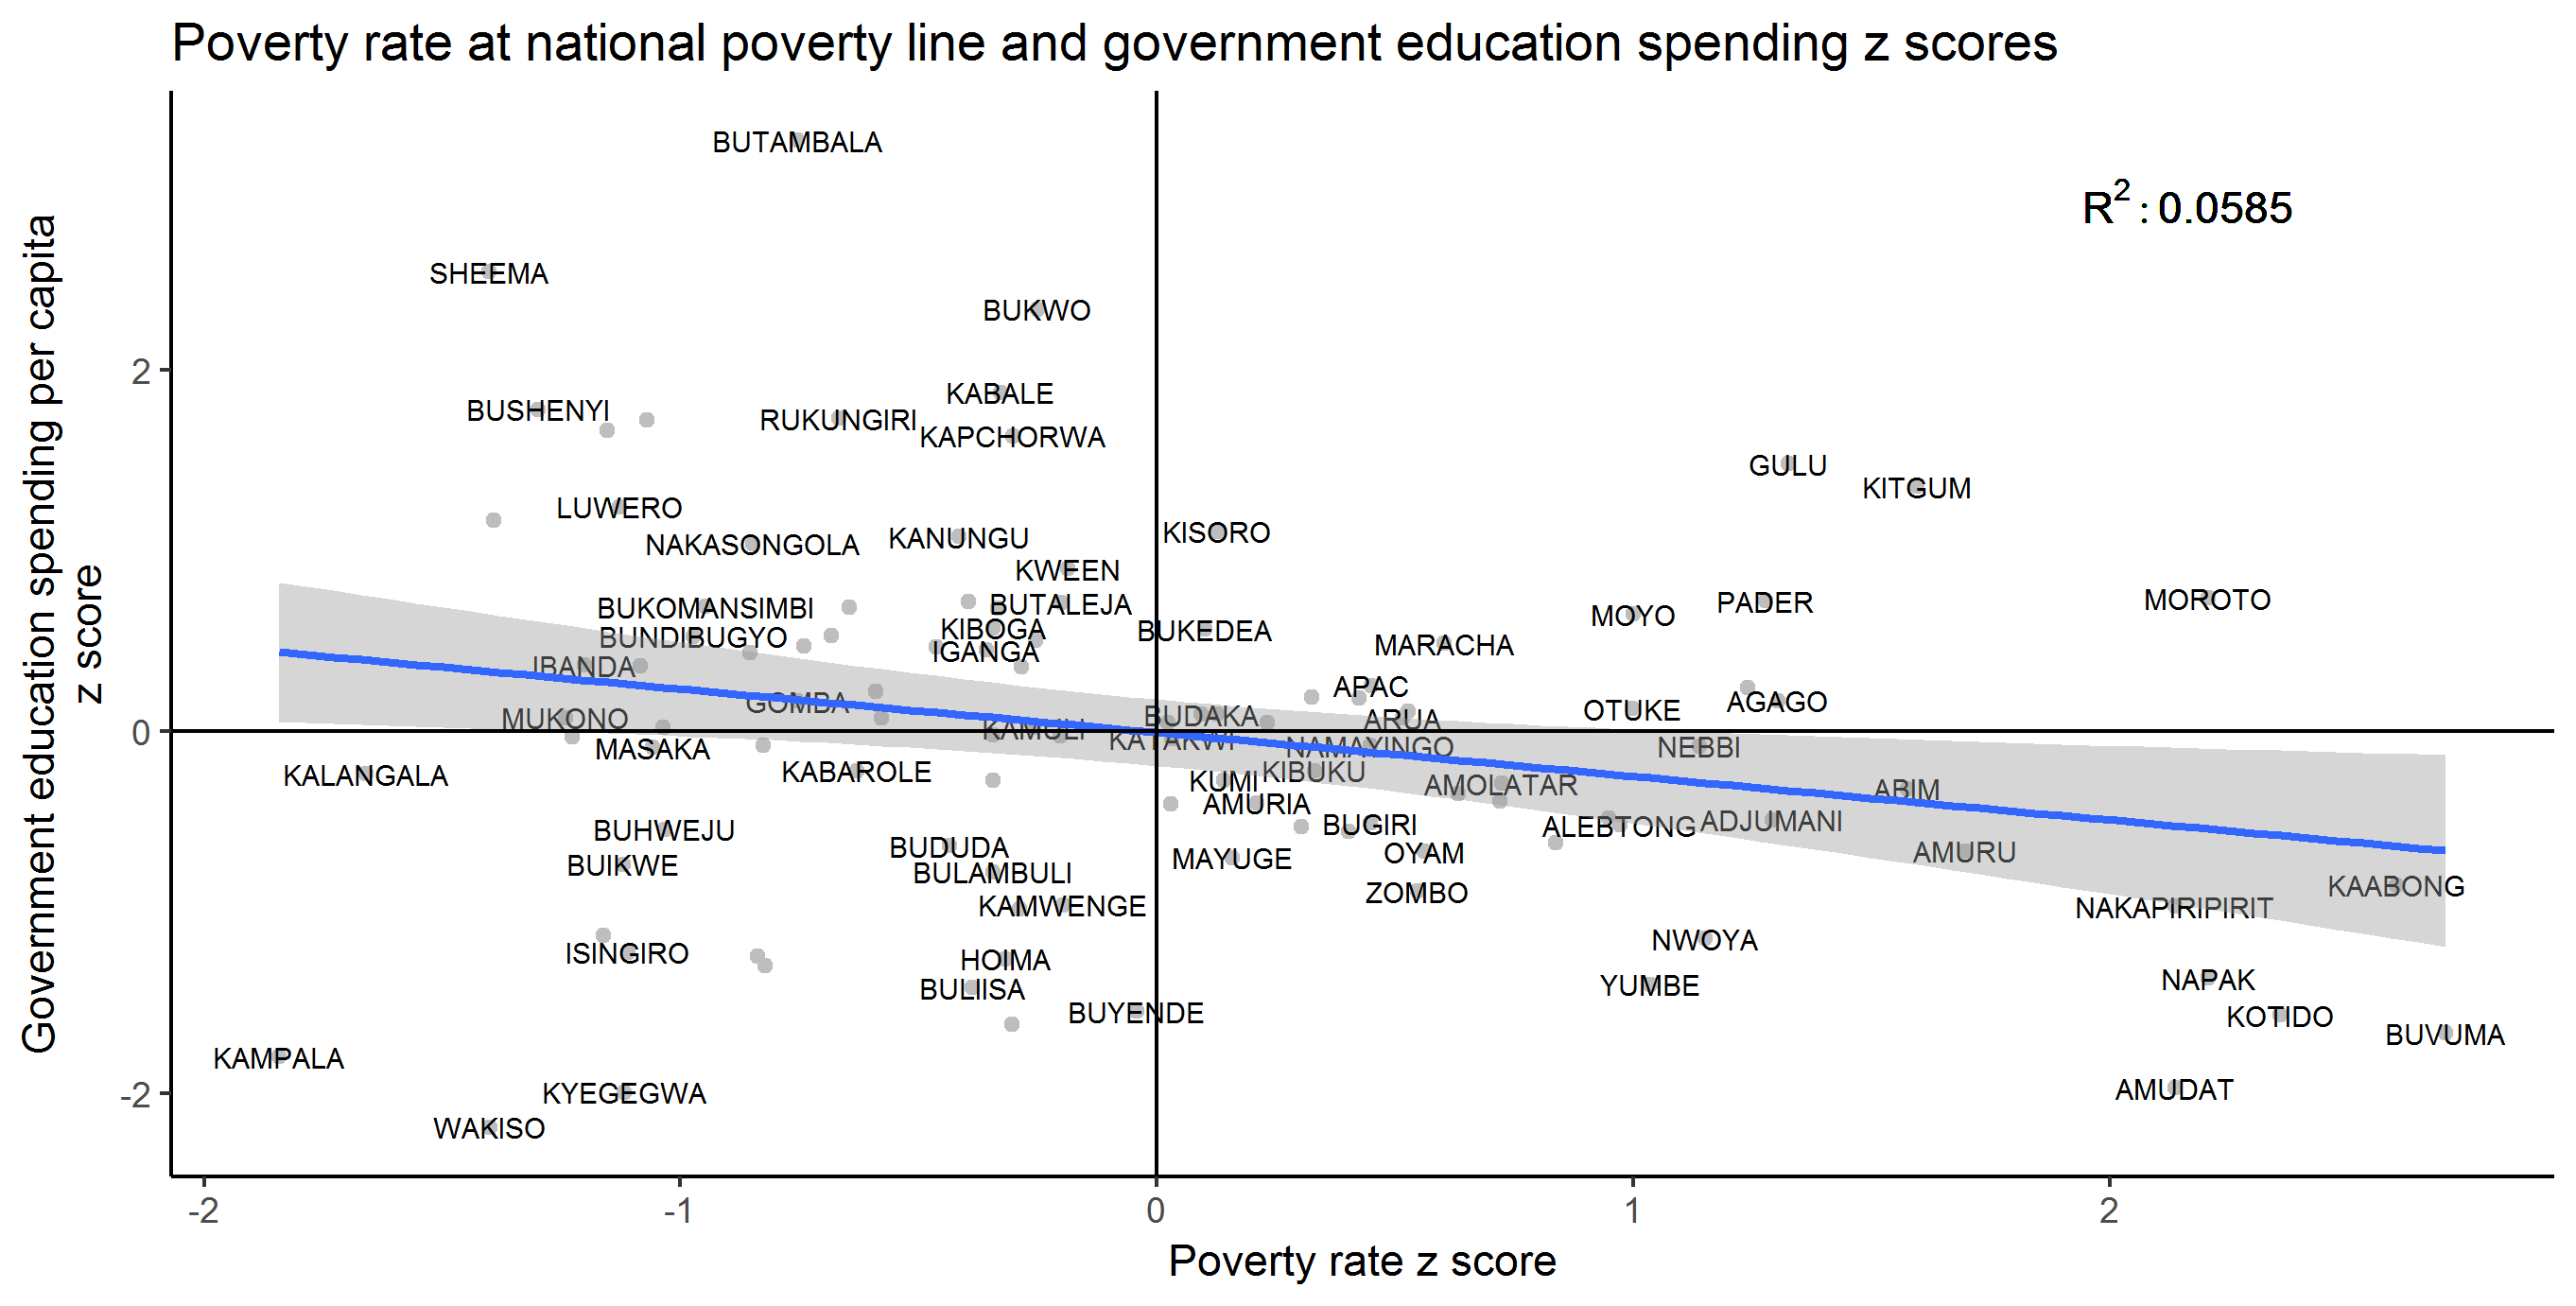 Poverty rate at national poverty line and government education spending z scores
BUTAMBALA
R²: 0.0585
SHEEMA
BUKWO
2
KABALE
BUSHENYI
RUKUNGIRI
KAPCHORWA
GULU
KITGUM
LUWERO
KISORO
KANUNGU
NAKASONGOLA
KWEEN
MOROTO
PADER
BUTALEJA
BUKOMANSIMBI
MOYO
KIBOGA
BUKEDEA
BUNDIBUGYO
MARACHA
IGANGA
IBANDA
APAC
GOMBA
AGAGO
OTUKE
BUDAKA
MUKONO
ARUA
KAMULI
0
KATAKWI
NAMAYINGO
NEBBI
MASAKA
KABAROLE
KIBUKU
KALANGALA
KUMI
AMOLATAR
ABIM
AMURIA
ADJUMANI
BUGIRI
ALEBTONG
BUHWEJU
BUDUDA
OYAM
AMURU
MAYUGE
BUIKWE
BULAMBULI
KAABONG
ZOMBO
KAMWENGE
NAKAPIRIPIRIT
NWOYA
ISINGIRO
HOIMA
NAPAK
YUMBE
BULIISA
BUYENDE
KOTIDO
BUVUMA
KAMPALA
AMUDAT
KYEGEGWA
-2
WAKISO
Government education spending per capita
z score
-2 -1 0 1 2
Poverty rate z score